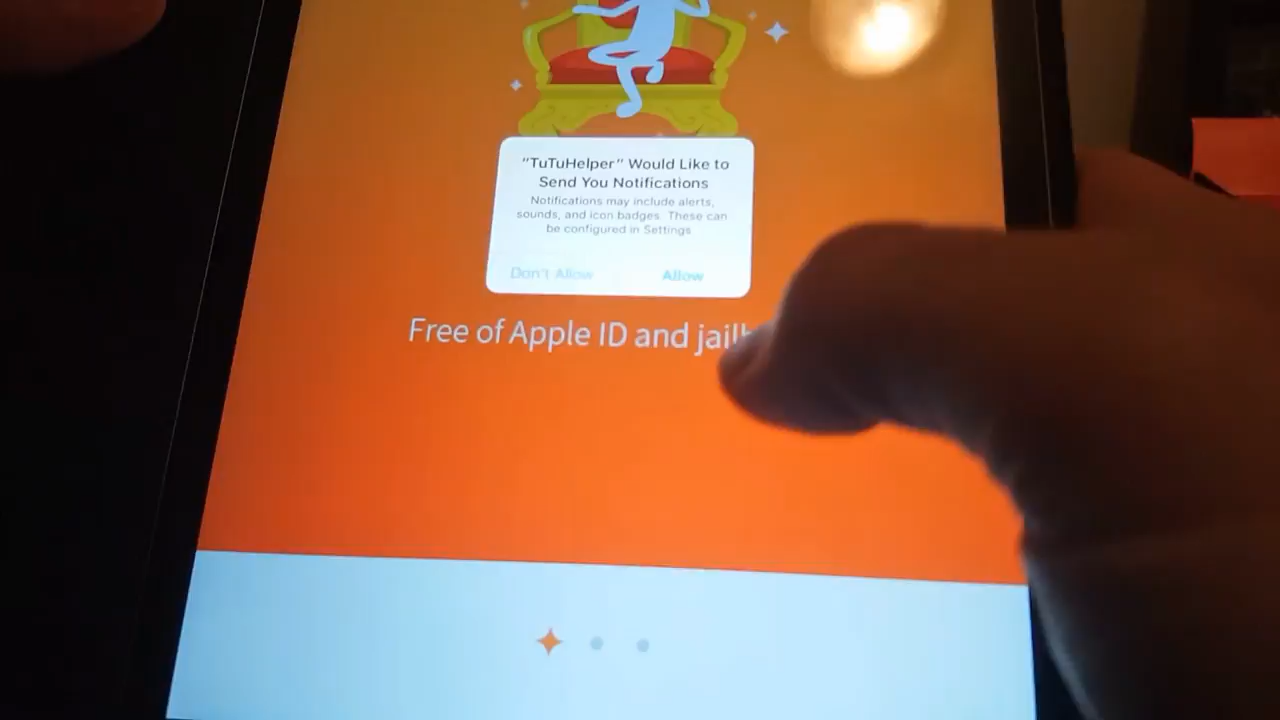 "TuTuHelper" Would Like to
Send You Notifications
Notifications may include alerts,
sounds, and icon badges. These can
be configured in Settings
Don't Allow
Allow
Free of Apple ID and